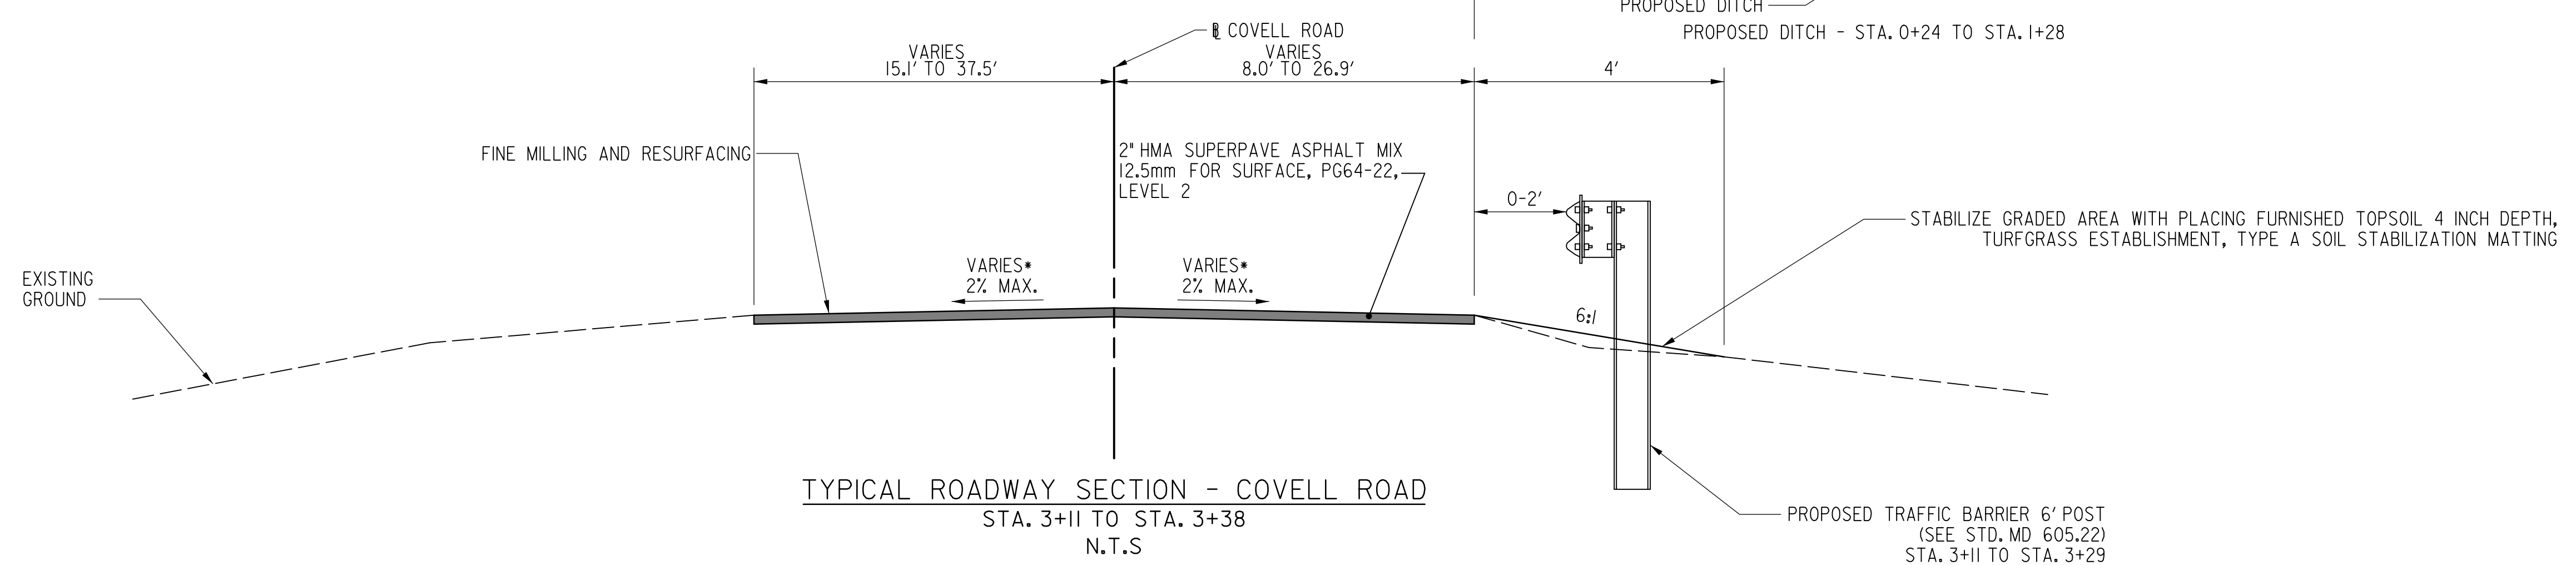 PROPOSED DITCH
PROPOSED DITCH - STA. 0+24 TO STA. 1+28
℄ COVELL ROAD
VARIES
15.1' TO 37.5'
VARIES
8.0' TO 26.9'
4'
FINE MILLING AND RESURFACING
2" HMA SUPERPAVE ASPHALT MIX
12.5mm FOR SURFACE, PG64-22,
LEVEL 2
0-2'
STABILIZE GRADED AREA WITH PLACING FURNISHED TOPSOIL 4 INCH DEPTH,
TURFGRASS ESTABLISHMENT, TYPE A SOIL STABILIZATION MATTING
EXISTING
GROUND
VARIES*
2% MAX.
VARIES*
2% MAX.
6:1
TYPICAL ROADWAY SECTION - COVELL ROAD
STA. 3+11 TO STA. 3+38
N.T.S
PROPOSED TRAFFIC BARRIER 6' POST
(SEE STD. MD 605.22)
STA. 3+11 TO STA. 3+29